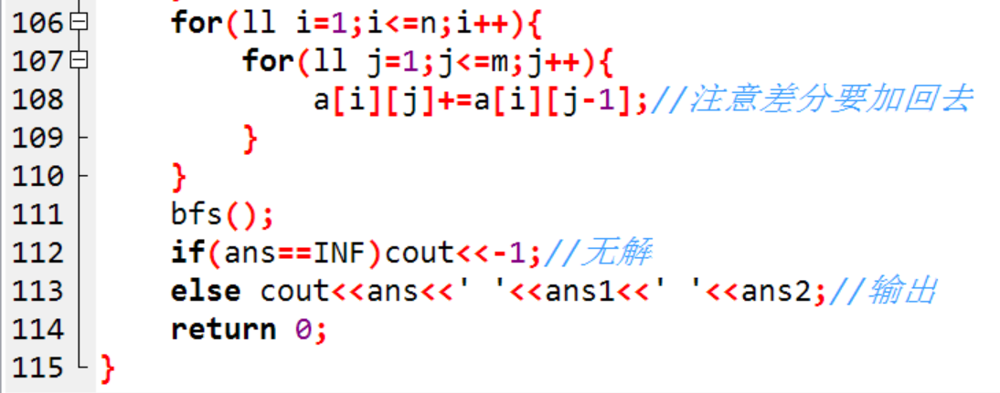 106 for(ll i=1;i<=n;i++){
107 for(ll j=1;j<=m;j++){
108 a[i][j]+=a[i][j-1];//注意差分要加回去
109 }
110 }
111 bfs();
112 if(ans==INF)cout<<-1;//无解
113 else cout<<ans<<' '<<ans1<<' '<<ans2;//输出
114 return 0;
115 }